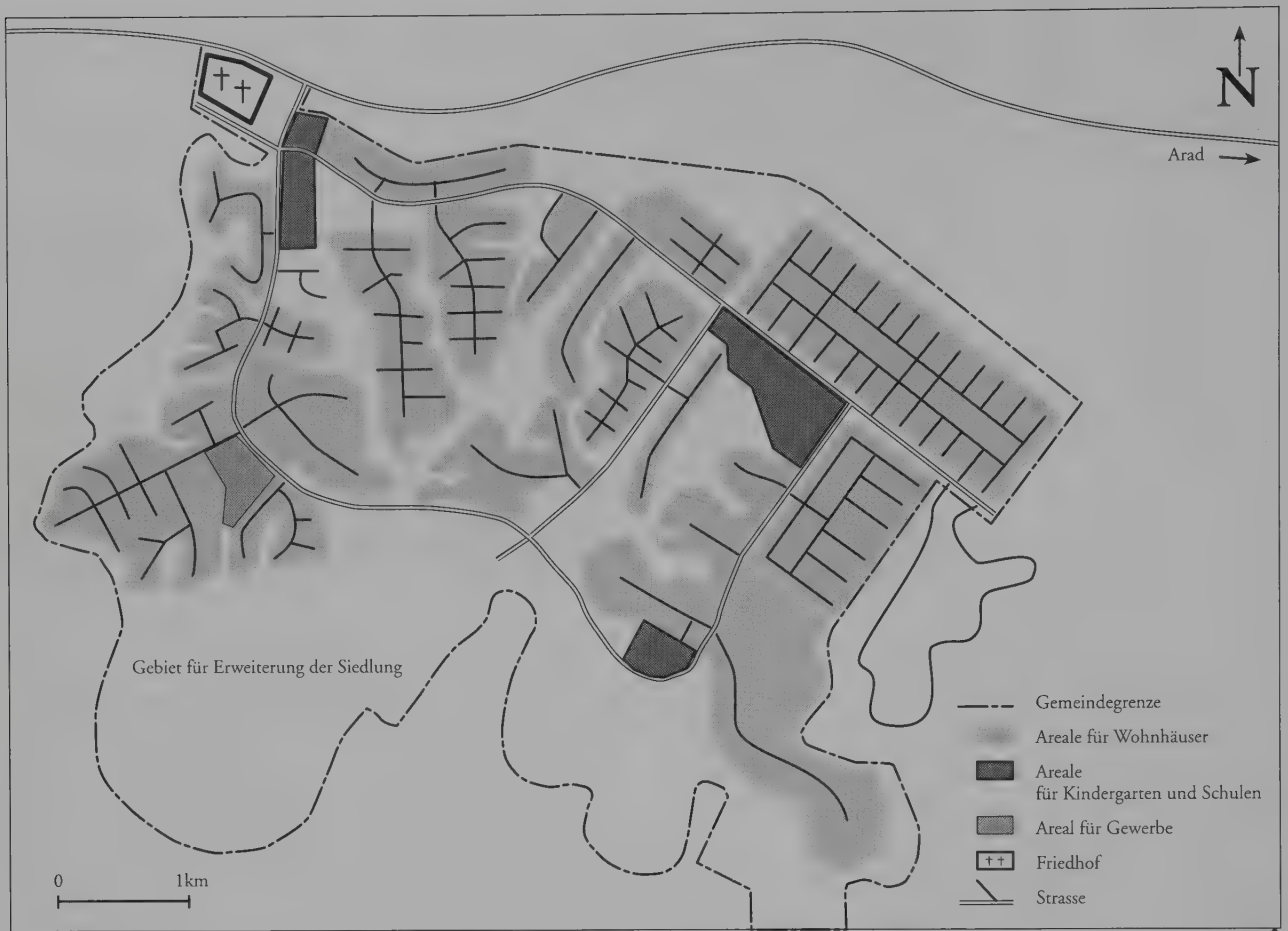 N
Arad
Gebiet für Erweiterung der Siedlung
Gemeindegrenze
Areale für Wohnhäuser
Areale
für Kindergarten und Schulen
Areal für Gewerbe
Friedhof
Strasse
0 1km